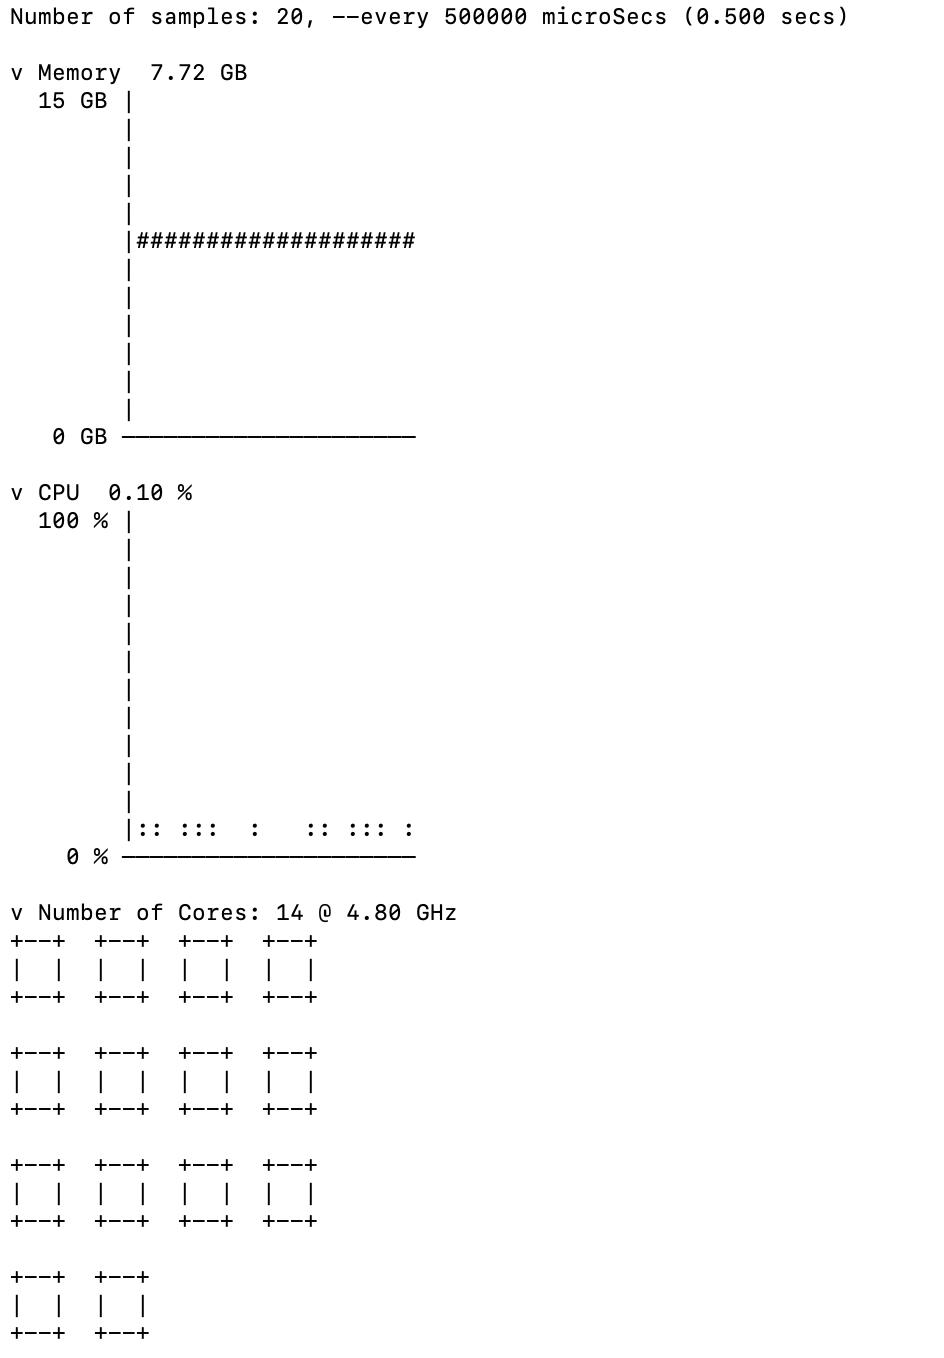 Number of samples: 20, --every 500000 microSecs (0.500 secs)

v Memory  7.72 GB
  15 GB |
        |
        |
        |
        |
        |####################
        |
        |
        |
        |
        |
        |
   0 GB ─────────────────────

v CPU  0.10 %
  100 % |
        |
        |
        |
        |
        |
        |
        |
        |
        |
        |
        |:: :::  :   :: ::: :
    0 % ─────────────────────

v Number of Cores: 14 @ 4.80 GHz
+--+  +--+  +--+  +--+
|  |  |  |  |  |  |  |
+--+  +--+  +--+  +--+

+--+  +--+  +--+  +--+
|  |  |  |  |  |  |  |
+--+  +--+  +--+  +--+

+--+  +--+  +--+  +--+
|  |  |  |  |  |  |  |
+--+  +--+  +--+  +--+

+--+  +--+
|  |  |  |
+--+  +--+